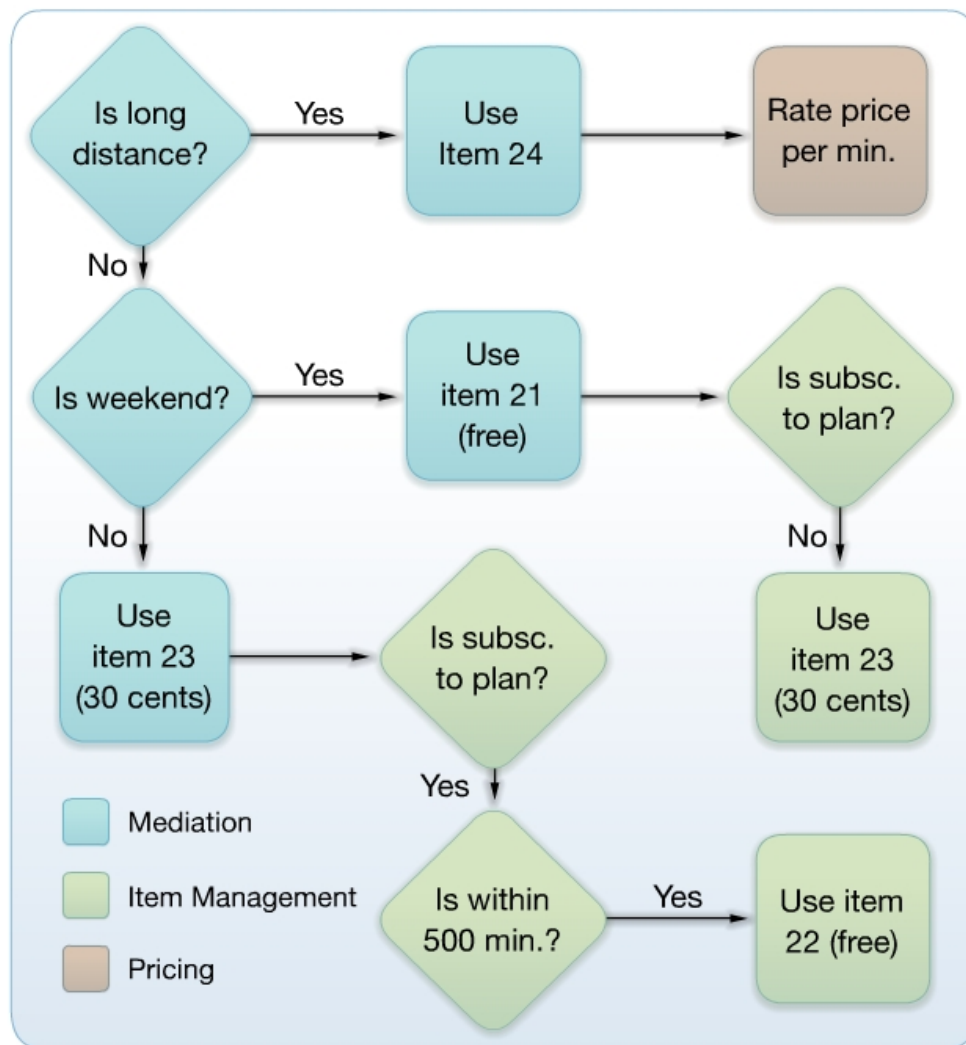 Is long
distance?
Yes
Use
Item 24
Rate price
per min.
No
Is weekend?
Yes
Use
item 21
(free)
Is subsc.
to plan?
No
No
Use
item 23
(30 cents)
Is subsc.
to plan?
Use
item 23
(30 cents)
Yes
Is within
500 min.?
Yes
Use item
22 (free)
Mediation
Item Management
Pricing